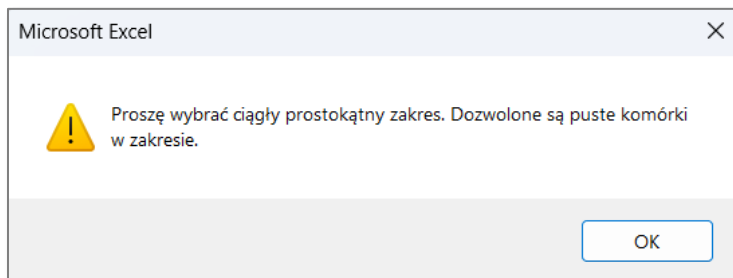 Microsoft Excel
Proszę wybrać ciągły prostokątny zakres. Dozwolone są puste komórki
w zakresie.
OK